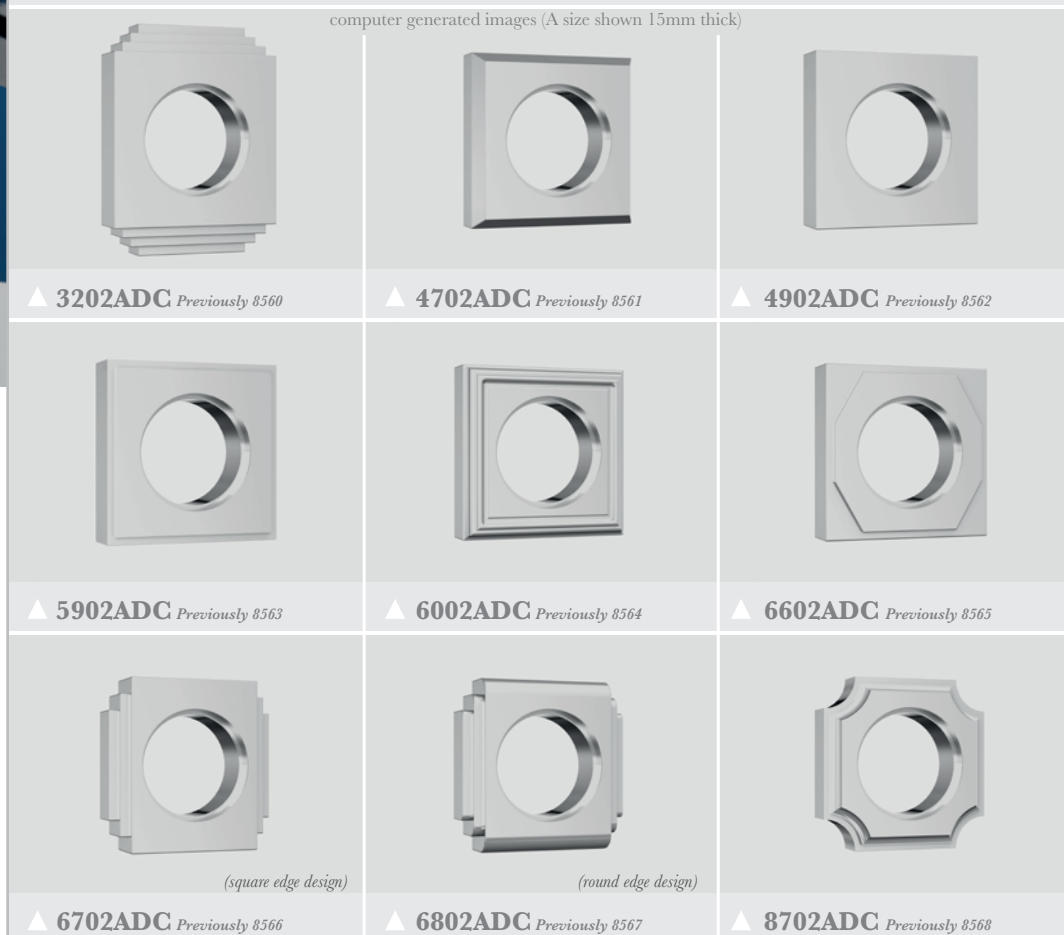 computer generated images (A size shown 15mm thick)
3202ADC Previously 8560
4702ADC Previously 8561
4902ADC Previously 8562
5902ADC Previously 8563
6002ADC Previously 8564
6602ADC Previously 8565
(square edge design)
6702ADC Previously 8566
(round edge design)
6802ADC Previously 8567
8702ADC Previously 8568